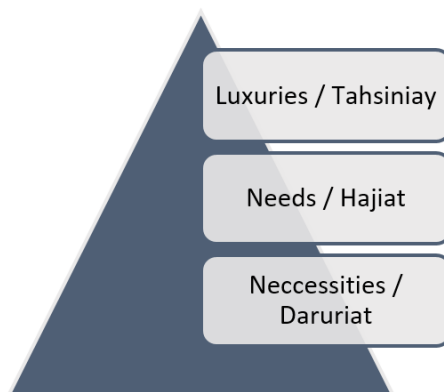 Luxuries / Tahsiniay
Needs / Hajiat
Neccessities /
Daruriat